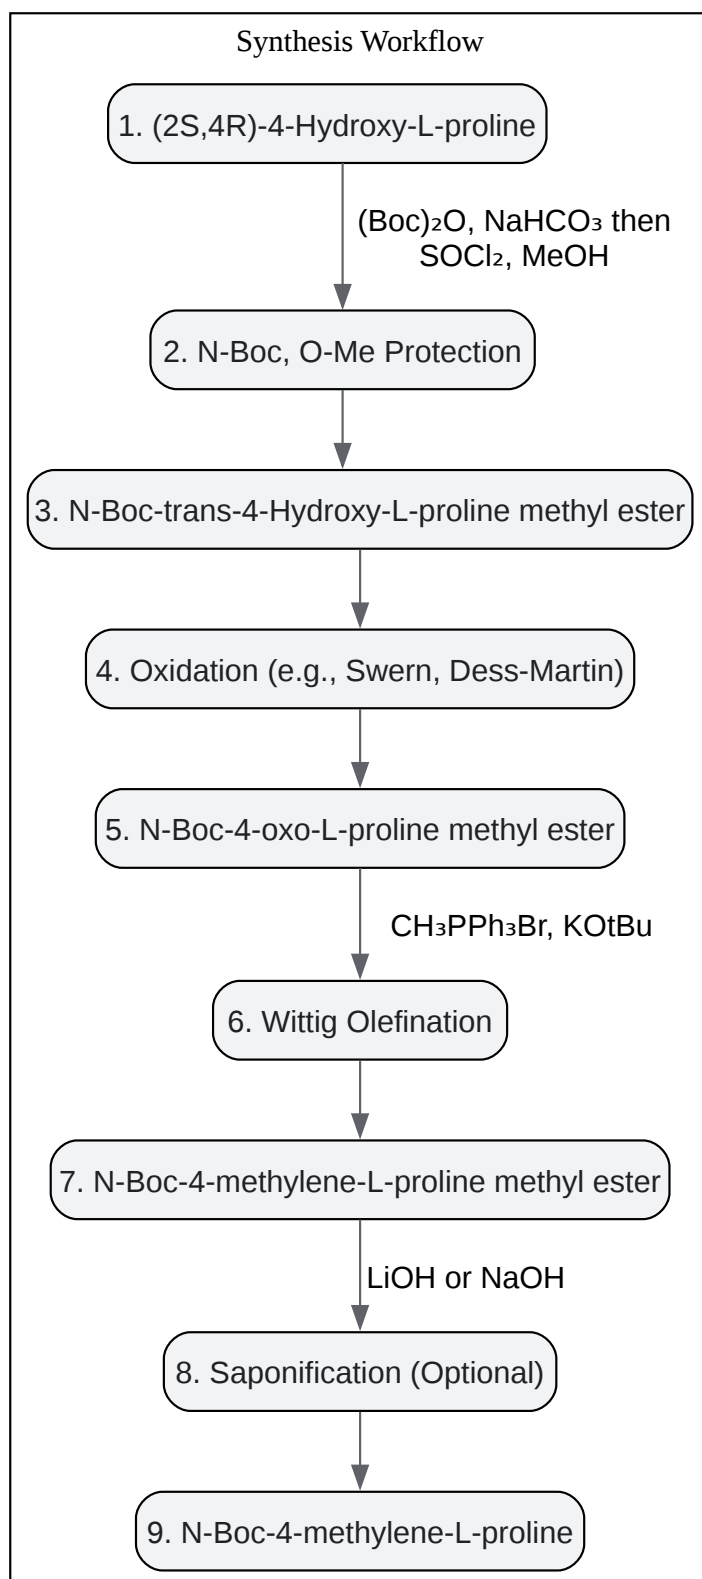 Synthesis Workflow
1. (2S,4R)-4-Hydroxy-L-proline
(Boc)₂O, NaHCO₃ then
SOCl₂, MeOH
2. N-Boc, O-Me Protection
3. N-Boc-trans-4-Hydroxy-L-proline methyl ester
4. Oxidation (e.g., Swern, Dess-Martin)
5. N-Boc-4-oxo-L-proline methyl ester
CH₃PPh₃Br, KOtBu
6. Wittig Olefination
7. N-Boc-4-methylene-L-proline methyl ester
LiOH or NaOH
8. Saponification (Optional)
9. N-Boc-4-methylene-L-proline